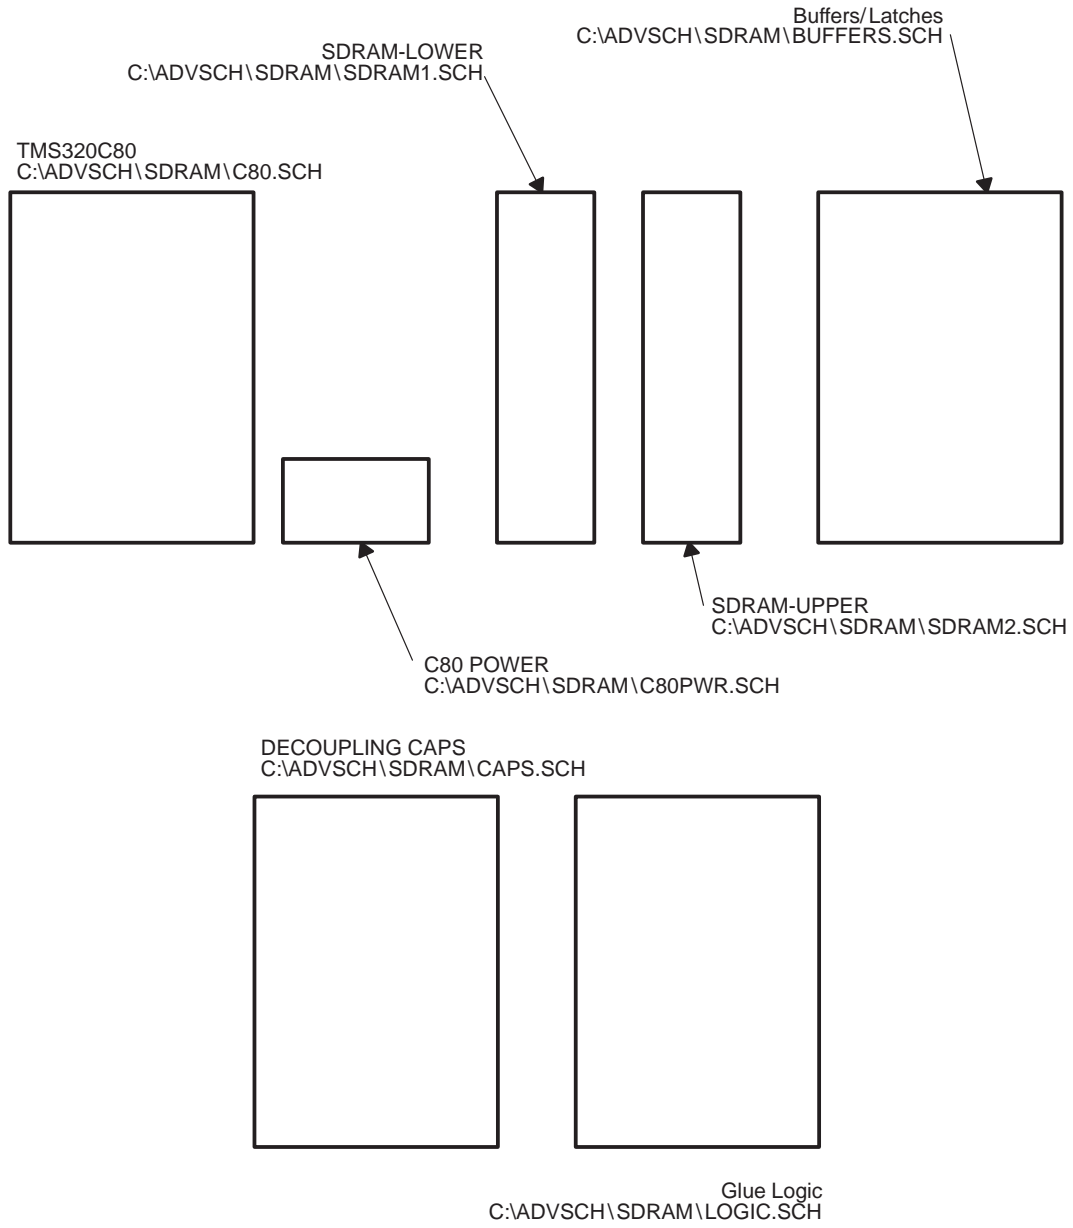 Buffers/Latches
C:\ADVSCH\SDRAM\BUFFERS.SCH
SDRAM-LOWER
C:\ADVSCH\SDRAM\SDRAM1.SCH
TMS320C80
C:\ADVSCH\SDRAM\C80.SCH
SDRAM-UPPER
C:\ADVSCH\SDRAM\SDRAM2.SCH
C80 POWER
C:\ADVSCH\SDRAM\C80PWR.SCH
DECOUPLING CAPS
C:\ADVSCH\SDRAM\CAPS.SCH
Glue Logic
C:\ADVSCH\SDRAM\LOGIC.SCH